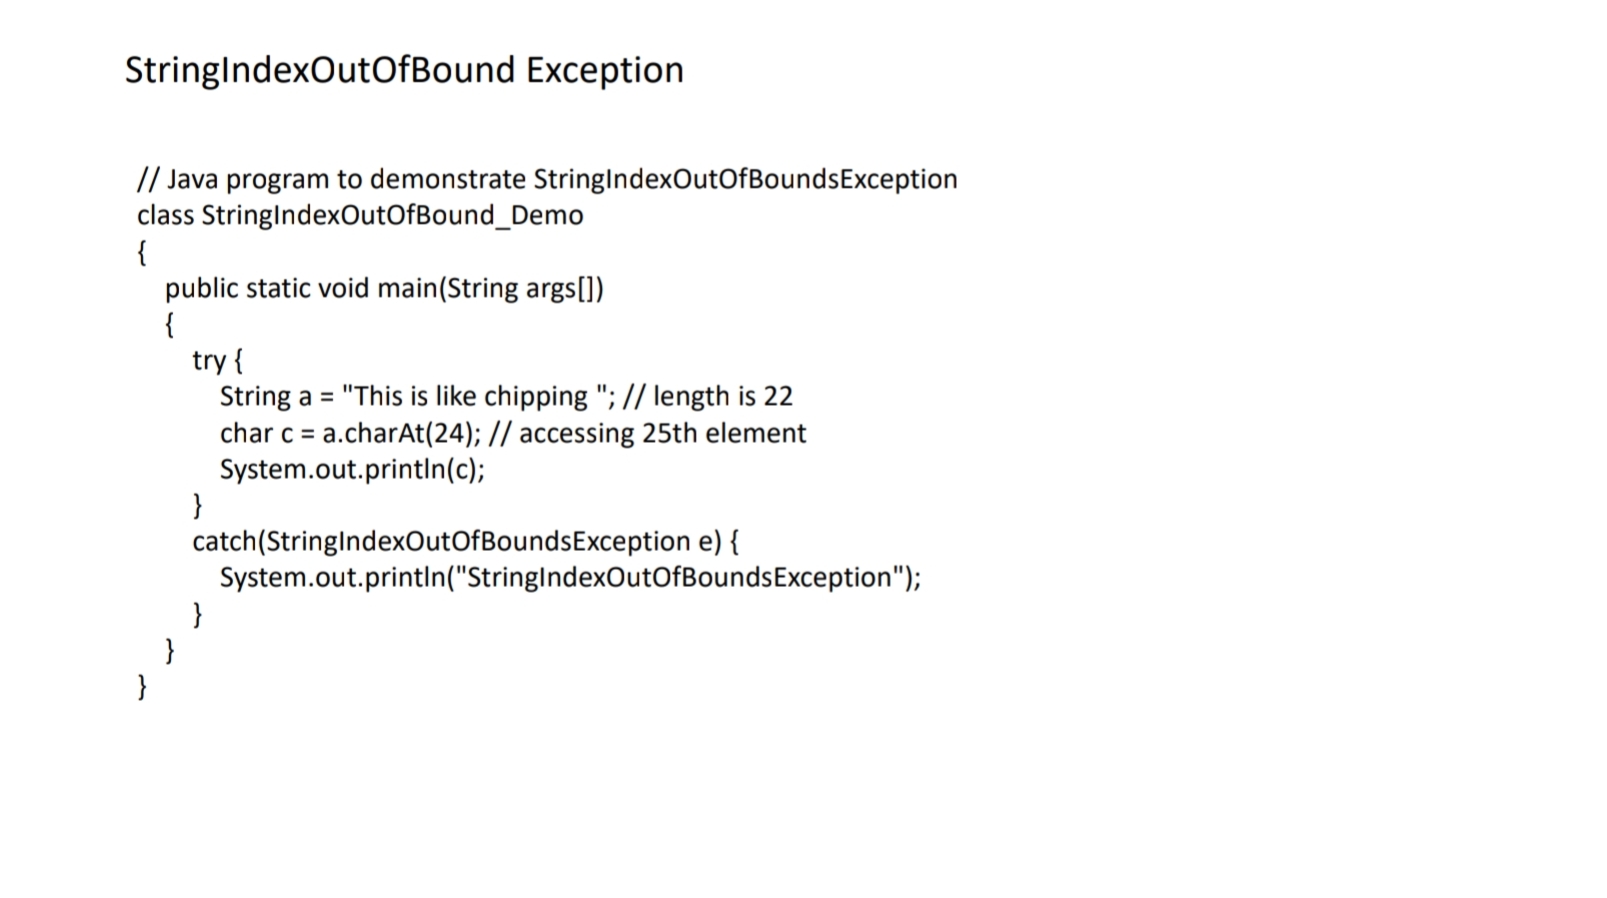 StringIndexOutOfBound Exception
// Java program to demonstrate StringIndexOutOfBoundsException
class StringIndexOutOfBound_Demo
{
public static void main(String args[])
{
try {
String a = "This is like chipping "; // length is 22
char c = a.charAt(24); // accessing 25th element
System.out.println(c);
}
catch(StringIndexOutOfBoundsException e) {
System.out.println("StringIndexOutOfBoundsException");
}
}
}